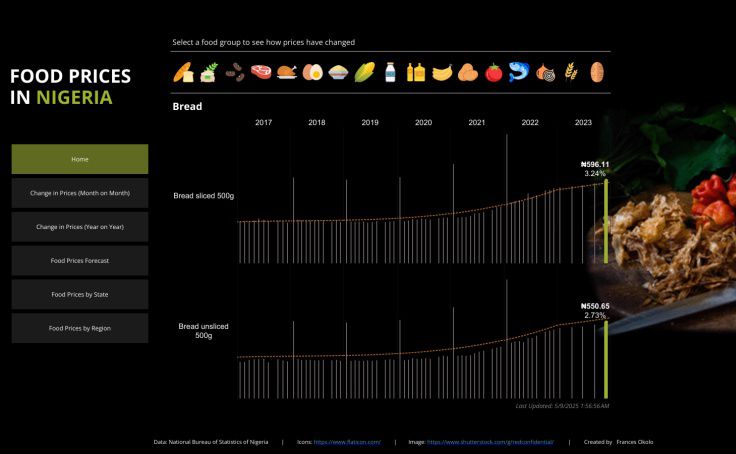 Select a food group to see how prices have changed
FOOD PRICES
IN NIGERIA
Bread
2017 2018 2019 2020 2021 2022 2023
Home
Change in Prices (Month on Month)
Change in Prices (Year on Year)
Food Prices Forecast
Food Prices by State
Food Prices by Region
Bread sliced 500g
₦596.11
3.24%
Bread unsliced
500g
₦550.65
2.73%
Last Updated: 5/9/2025 1:56:56 AM
Data: National Bureau of Statistics of Nigeria | Icons: https://www.flaticon.com/ | Image: https://www.shutterstock.com/g/redconfidential/ | Created by Frances Okolo